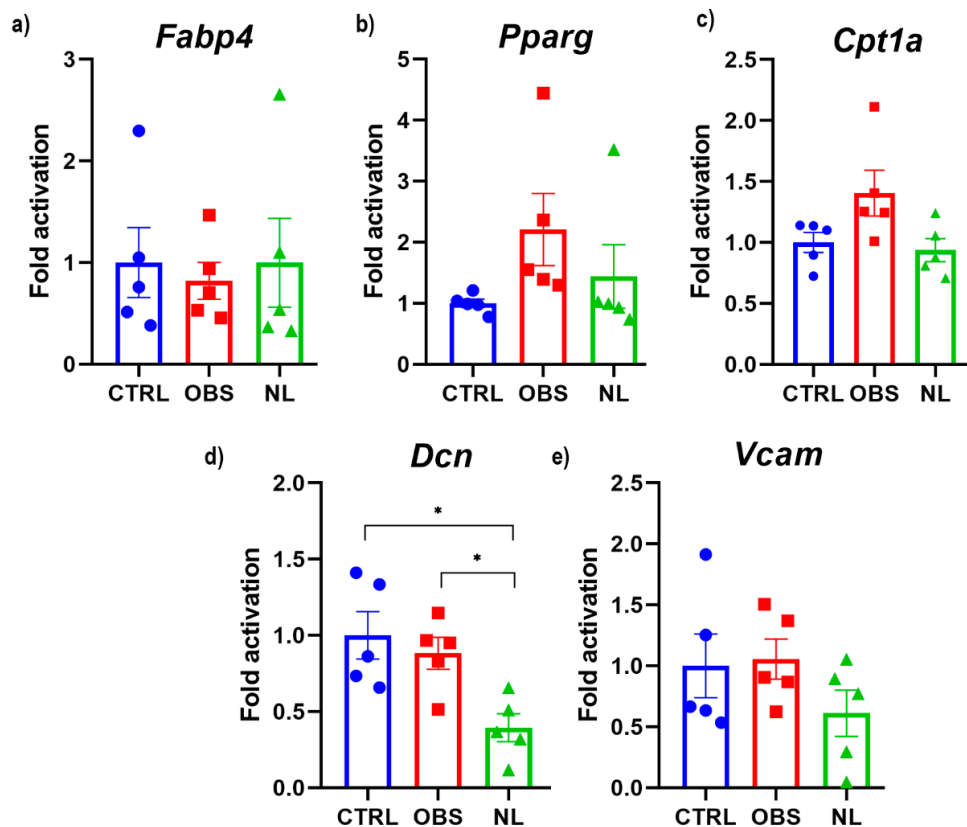 a)
Fabp4
Fold activation
3
2
1
0
CTRL OBS NL
b)
Pparg
Fold activation
5
4
3
2
1
0
CTRL OBS NL
c)
Cpt1a
Fold activation
2.5
2.0
1.5
1.0
0.5
0.0
CTRL OBS NL
d)
Dcn
Fold activation
2.0
1.5
1.0
0.5
0.0
*
*
CTRL OBS NL
e)
Vcam
Fold activation
2.5
2.0
1.5
1.0
0.5
0.0
CTRL OBS NL